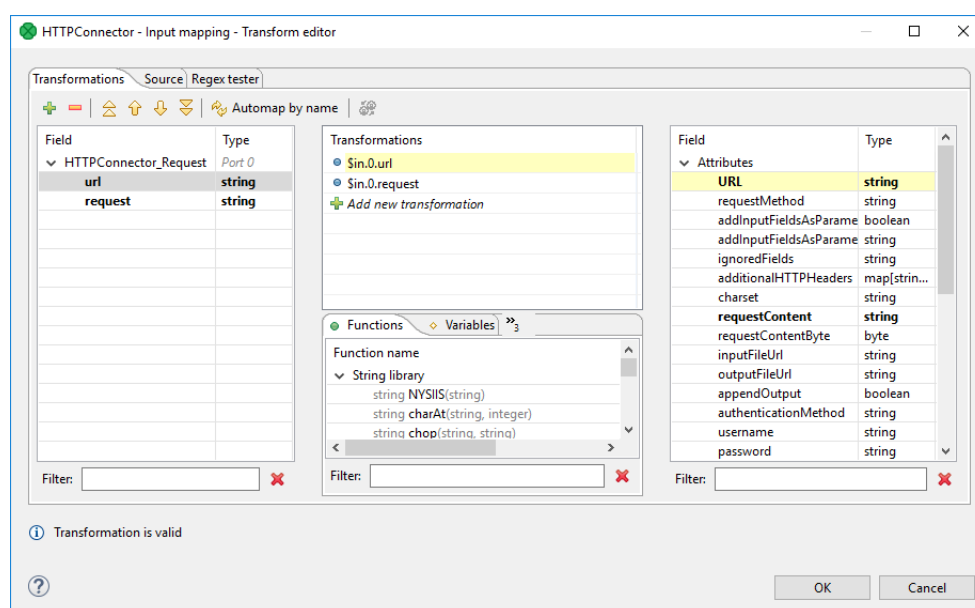 HTTPConnector - Input mapping - Transform editor
Transformations Source Regex tester
Automap by name
Field Type
HTTPConnector_Request Port 0
url string
request string
Filter:
Transformations
$in.0.url
$in.0.request
Add new transformation
Functions Variables »3
Function name
String library
string NYSIIS(string)
string charAt(string, integer)
string chop(string, string)
Filter:
Field Type
Attributes
URL string
requestMethod string
addInputFieldsAsParame boolean
addInputFieldsAsParame string
ignoredFields string
additionalHTTPHeaders map[strin...
charset string
requestContent string
requestContentByte byte
inputFileUrl string
outputFileUrl string
appendOutput boolean
authenticationMethod string
username string
password string
Filter:
Transformation is valid
OK Cancel